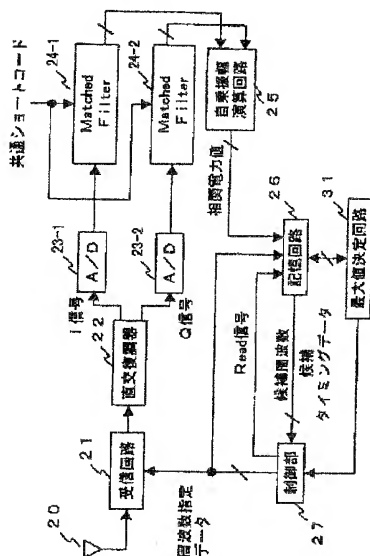 20
21
受信回路
22
直交復調器
I信号
Q信号
23-1
A/D
23-2
A/D
共通ショートコード
24-1
Matched
Filter
24-2
Matched
Filter
自乗振幅
演算回路
25
相関電力値
26
記憶回路
31
最大値決定回路
Read信号
候補周波数
候補
タイミングデータ
制御部
27
周波数指定
データ